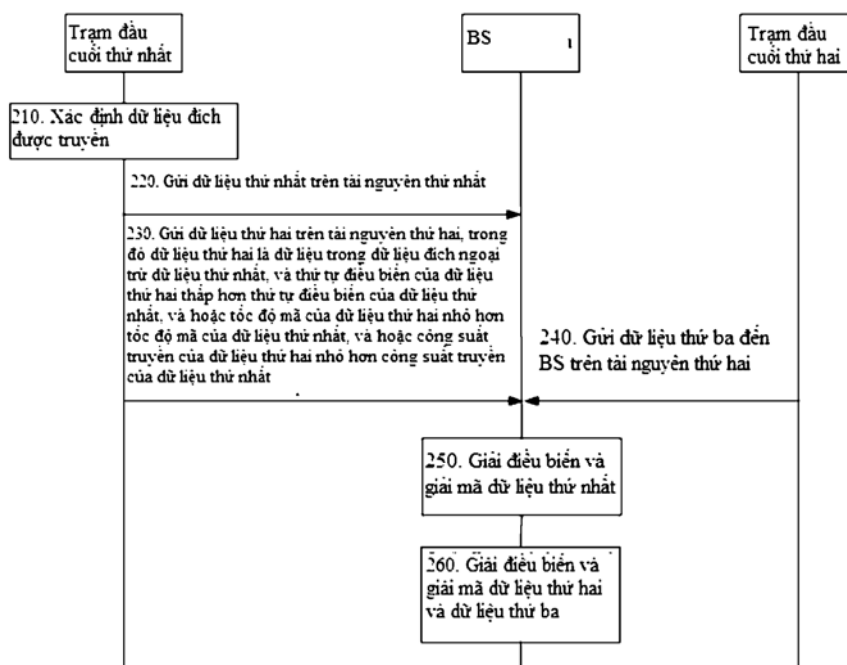 Trạm đầu
cuối thứ nhất
BS
Trạm đầu
cuối thứ hai
210. Xác định dữ liệu đích
được truyền
220. Gửi dữ liệu thứ nhất trên tài nguyên thứ nhất
230. Gửi dữ liệu thứ hai trên tài nguyên thứ hai, trong
đó dữ liệu thứ hai là dữ liệu trong dữ liệu đích ngoại
trừ dữ liệu thứ nhất, và thứ tự điều biến của dữ liệu
thứ hai thấp hơn thứ tự điều biến của dữ liệu thứ
nhất, và hoặc tốc độ mã của dữ liệu thứ hai nhỏ hơn
tốc độ mã của dữ liệu thứ nhất, và hoặc công suất
truyền của dữ liệu thứ hai nhỏ hơn công suất truyền
của dữ liệu thứ nhất
240. Gửi dữ liệu thứ ba đến
BS trên tài nguyên thứ hai
250. Giải điều biến và
giải mã dữ liệu thứ nhất
260. Giải điều biến và
giải mã dữ liệu thứ hai
và dữ liệu thứ ba